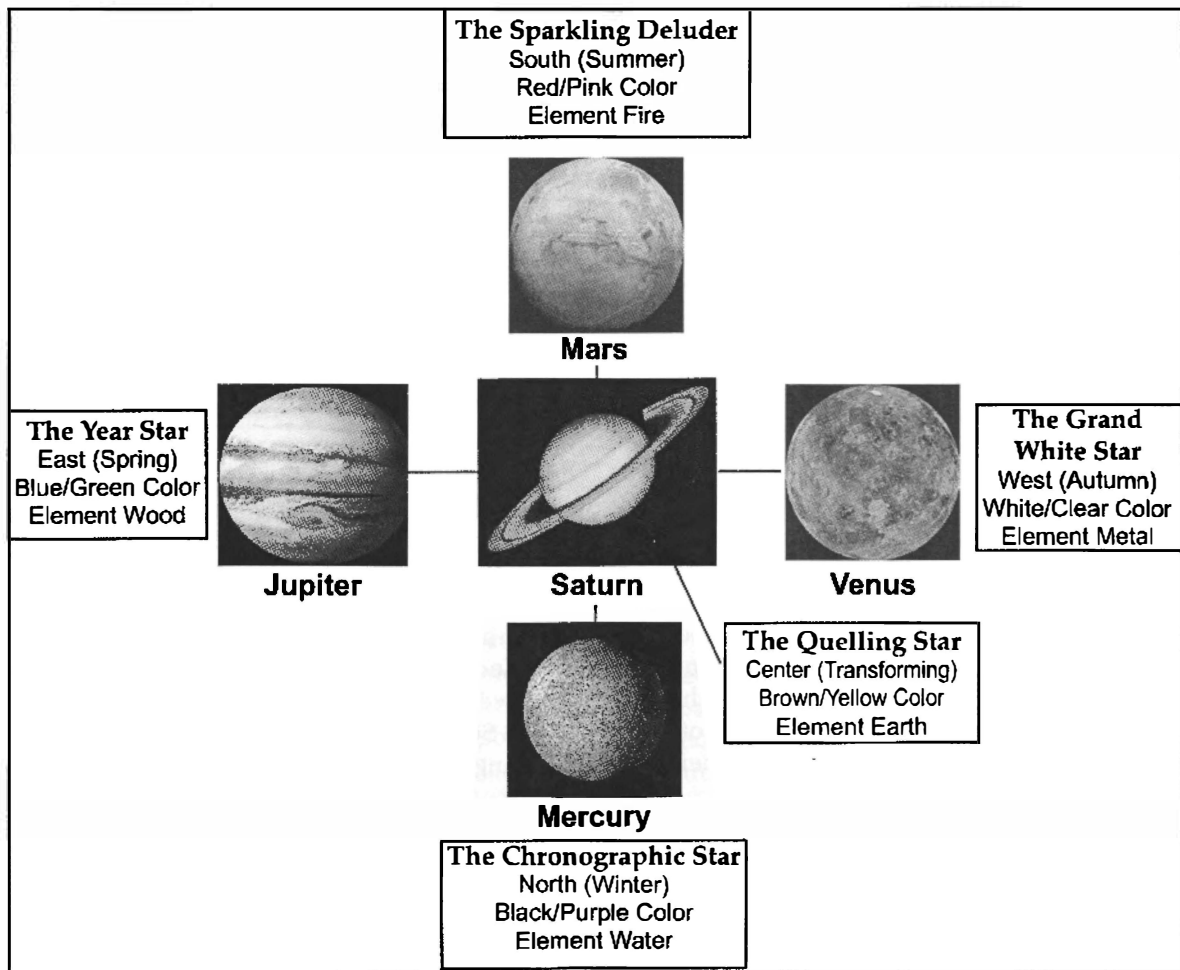 The Sparkling Deluder
South (Summer)
Red/Pink Color
Element Fire
Mars
The Year Star
East (Spring)
Blue/Green Color
Element Wood
Jupiter
Saturn
Venus
The Grand
White Star
West (Autumn)
White/Clear Color
Element Metal
The Quelling Star
Center (Transforming)
Brown/Yellow Color
Element Earth
Mercury
The Chronographic Star
North (Winter)
Black/Purple Color
Element Water